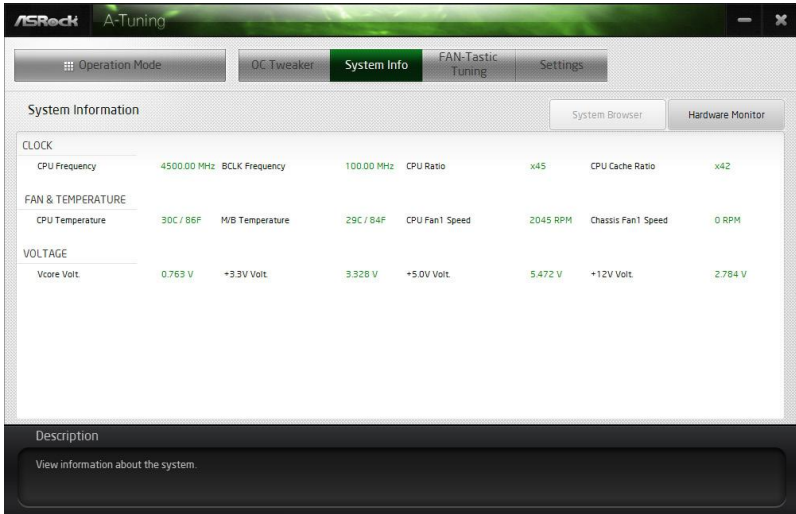 ASRock A-Tuning
Operation Mode OC Tweaker System Info FAN-Tastic
Tuning Settings
System Information System Browser Hardware Monitor
CLOCK
CPU Frequency 4500.00 MHz BCLK Frequency 100.00 MHz CPU Ratio x45 CPU Cache Ratio x42
FAN & TEMPERATURE
CPU Temperature 30C / 86F M/B Temperature 29C / 84F CPU Fan1 Speed 2045 RPM Chassis Fan1 Speed 0 RPM
VOLTAGE
Vcore Volt. 0.763 V +3.3V Volt. 3.328 V +5.0V Volt. 5.472 V +12V Volt. 2.784 V
Description
View information about the system.